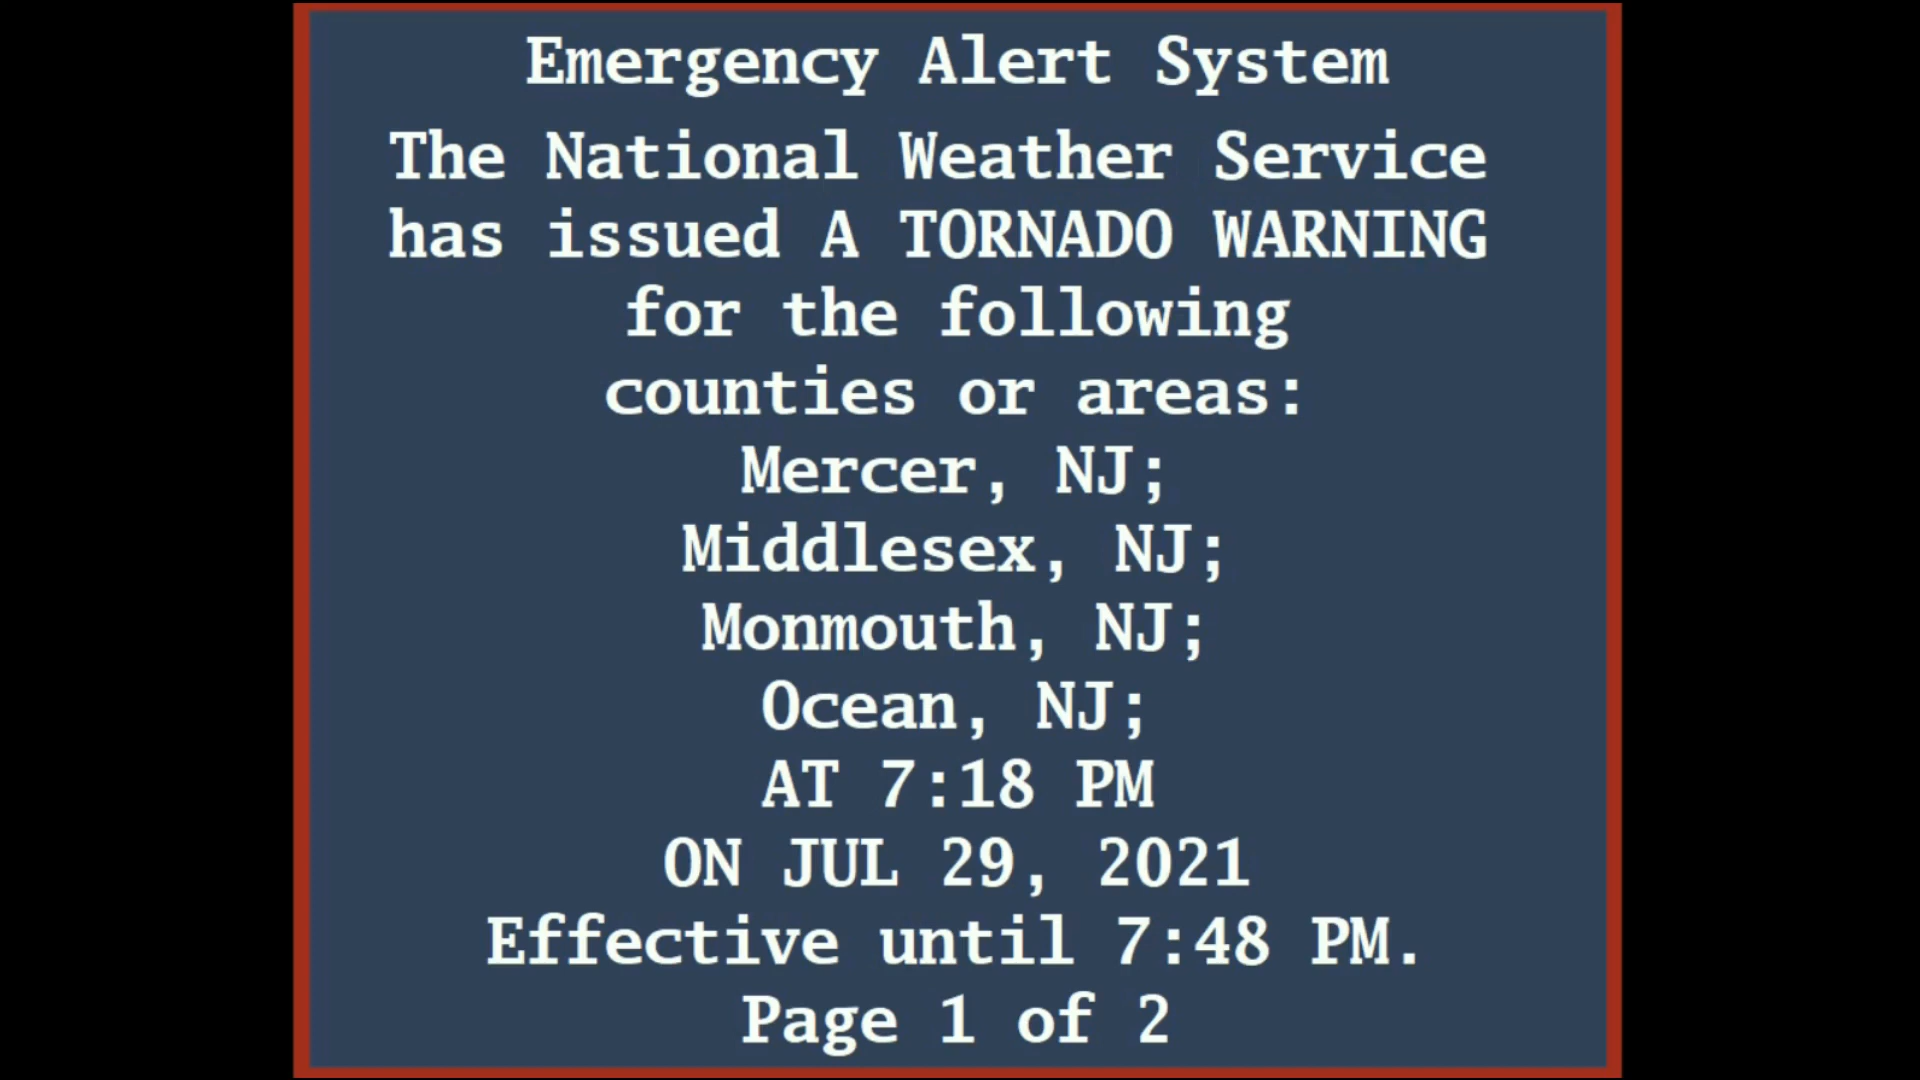 Emergency Alert System
The National Weather Service
has issued A TORNADO WARNING
for the following
counties or areas:
Mercer, NJ;
Middlesex, NJ;
Monmouth, NJ;
Ocean, NJ;
AT 7:18 PM
ON JUL 29, 2021
Effective until 7:48 PM.
Page 1 of 2